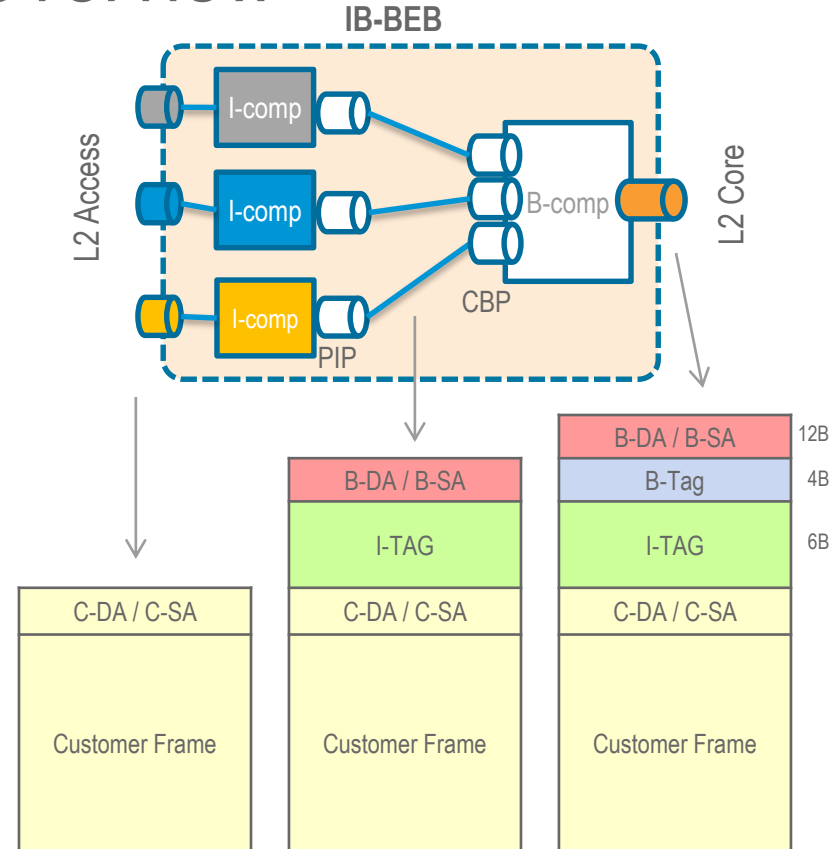 IB-BEB
L2 Access
I-comp
I-comp
I-comp
PIP
CBP
B-comp
L2 Core
C-DA / C-SA
Customer Frame
B-DA / B-SA
I-TAG
C-DA / C-SA
Customer Frame
B-DA / B-SA
12B
B-Tag
4B
I-TAG
6B
C-DA / C-SA
Customer Frame